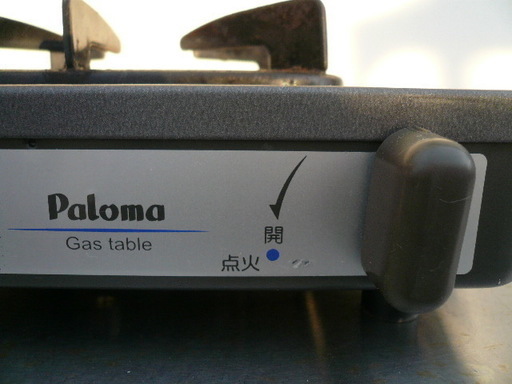 Paloma
Gas table
開
点火